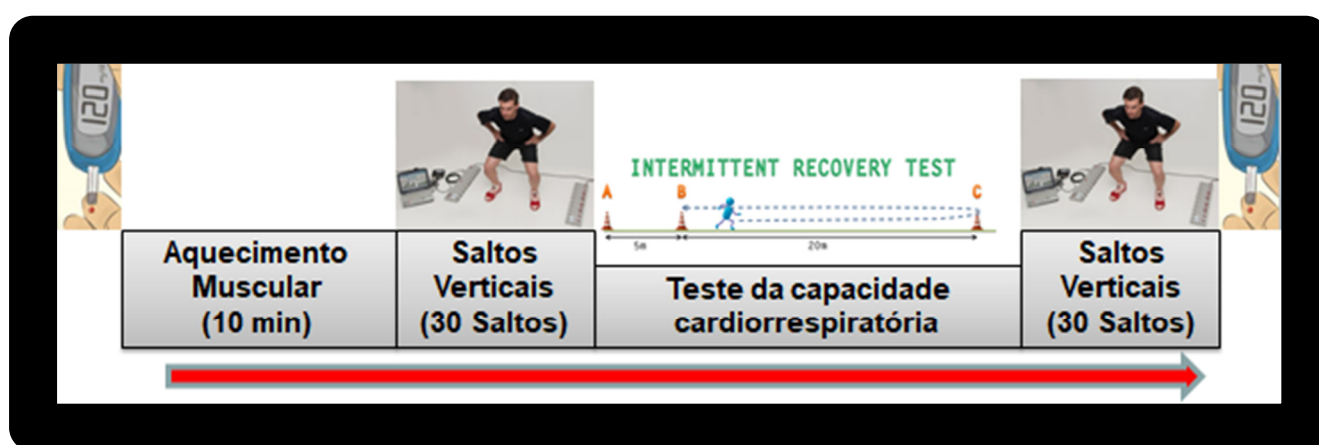 120
120
INTERMITTENT RECOVERY TEST
A
B
C
5m
20m
Aquecimento
Muscular
(10 min)
Saltos
Verticais
(30 Saltos)
Teste da capacidade
cardiorrespiratória
Saltos
Verticais
(30 Saltos)